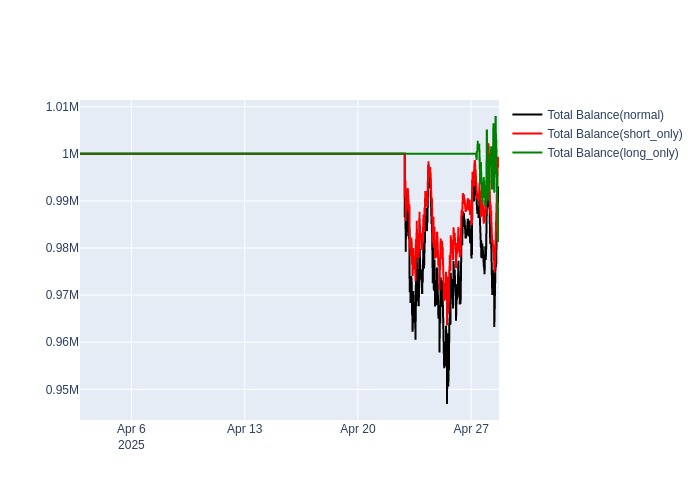 1.01M
1M
0.99M
0.98M
0.97M
0.96M
0.95M
Apr 6
2025
Apr 13
Apr 20
Apr 27
Total Balance(normal)
Total Balance(short_only)
Total Balance(long_only)